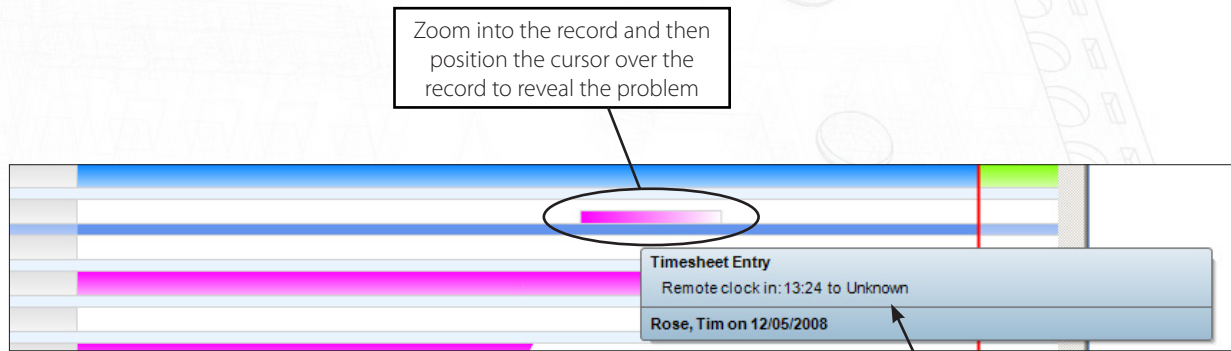 Zoom into the record and then
position the cursor over the
record to reveal the problem
Timesheet Entry
Remote clock in: 13:24 to Unknown
Rose, Tim on 12/05/2008